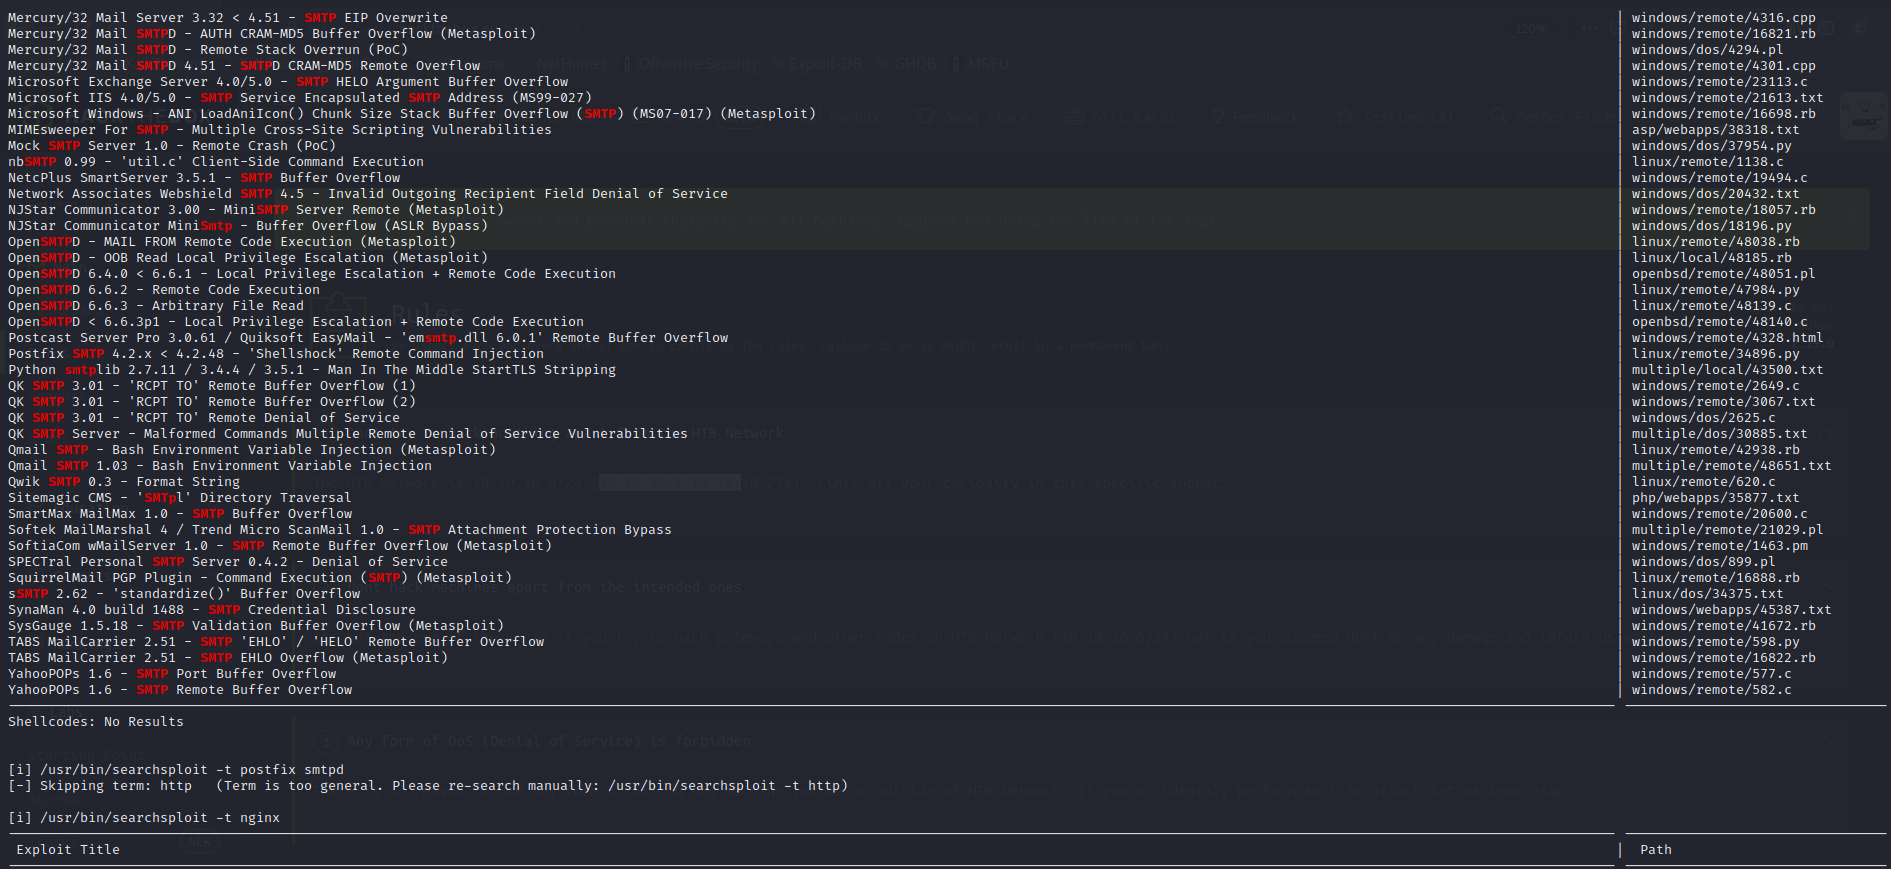 Mercury/32 Mail Server 3.32 < 4.51 - SMTP EIP Overwrite | windows/remote/4316.cpp
Mercury/32 Mail SMTPD - AUTH CRAM-MD5 Buffer Overflow (Metasploit) | windows/remote/16821.rb
Mercury/32 Mail SMTPD - Remote Stack Overrun (PoC) | windows/dos/4294.pl
Mercury/32 Mail SMTPD 4.51 - SMTPD CRAM-MD5 Remote Overflow | windows/remote/4301.cpp
Microsoft Exchange Server 4.0/5.0 - SMTP HELO Argument Buffer Overflow | windows/remote/23113.c
Microsoft IIS 4.0/5.0 - SMTP Service Encapsulated SMTP Address (MS99-027) | windows/remote/21613.txt
Microsoft Windows - ANI LoadAniIcon() Chunk Size Stack Buffer Overflow (SMTP) (MS07-017) (Metasploit) | windows/remote/16698.rb
MIMEsweeper For SMTP - Multiple Cross-Site Scripting Vulnerabilities | asp/webapps/38318.txt
Mock SMTP Server 1.0 - Remote Crash (PoC) | windows/dos/37954.py
nbSMTP 0.99 - 'util.c' Client-Side Command Execution | linux/remote/1138.c
NetcPlus SmartServer 3.5.1 - SMTP Buffer Overflow | windows/remote/19494.c
Network Associates Webshield SMTP 4.5 - Invalid Outgoing Recipient Field Denial of Service | windows/dos/20432.txt
NJStar Communicator 3.00 - MiniSMTP Server Remote (Metasploit) | windows/remote/18057.rb
NJStar Communicator MiniSmtp - Buffer Overflow (ASLR Bypass) | windows/dos/18196.py
OpenSMTPD - MAIL FROM Remote Code Execution (Metasploit) | linux/remote/48038.rb
OpenSMTPD - OOB Read Local Privilege Escalation (Metasploit) | linux/local/48185.rb
OpenSMTPD 6.4.0 < 6.6.1 - Local Privilege Escalation + Remote Code Execution | openbsd/remote/48051.pl
OpenSMTPD 6.6.2 - Remote Code Execution | linux/remote/47984.py
OpenSMTPD 6.6.3 - Arbitrary File Read | linux/remote/48139.c
OpenSMTPD < 6.6.3p1 - Local Privilege Escalation + Remote Code Execution | openbsd/remote/48140.c
Postcast Server Pro 3.0.61 / Quiksoft EasyMail - 'emsmtp.dll 6.0.1' Remote Buffer Overflow | windows/remote/4328.html
Postfix SMTP 4.2.x < 4.2.48 - 'Shellshock' Remote Command Injection | linux/remote/34896.py
Python smtplib 2.7.11 / 3.4.4 / 3.5.1 - Man In The Middle StartTLS Stripping | multiple/local/43500.txt
QK SMTP 3.01 - 'RCPT TO' Remote Buffer Overflow (1) | windows/remote/2649.c
QK SMTP 3.01 - 'RCPT TO' Remote Buffer Overflow (2) | windows/remote/3067.txt
QK SMTP 3.01 - 'RCPT TO' Remote Denial of Service | windows/dos/2625.c
QK SMTP Server - Malformed Commands Multiple Remote Denial of Service Vulnerabilities | multiple/dos/30885.txt
Qmail SMTP - Bash Environment Variable Injection (Metasploit) | linux/remote/42938.rb
Qmail SMTP 1.03 - Bash Environment Variable Injection | multiple/remote/48651.txt
Qwik SMTP 0.3 - Format String | linux/remote/620.c
Sitemagic CMS - 'SMTpl' Directory Traversal | php/webapps/35877.txt
SmartMax MailMax 1.0 - SMTP Buffer Overflow | windows/remote/20600.c
Softek MailMarshal 4 / Trend Micro ScanMail 1.0 - SMTP Attachment Protection Bypass | multiple/remote/21029.pl
SoftiaCom wMailServer 1.0 - SMTP Remote Buffer Overflow (Metasploit) | windows/remote/1463.pm
SPECTral Personal SMTP Server 0.4.2 - Denial of Service | windows/dos/899.pl
SquirrelMail PGP Plugin - Command Execution (SMTP) (Metasploit) | linux/remote/16888.rb
sSMTP 2.62 - 'standardize()' Buffer Overflow | linux/dos/34375.txt
SynaMan 4.0 build 1488 - SMTP Credential Disclosure | windows/webapps/45387.txt
SysGauge 1.5.18 - SMTP Validation Buffer Overflow (Metasploit) | windows/remote/41672.rb
TABS MailCarrier 2.51 - SMTP 'EHLO' / 'HELO' Remote Buffer Overflow | windows/remote/598.py
TABS MailCarrier 2.51 - SMTP EHLO Overflow (Metasploit) | windows/remote/16822.rb
YahooPOPs 1.6 - SMTP Port Buffer Overflow | windows/remote/577.c
YahooPOPs 1.6 - SMTP Remote Buffer Overflow | windows/remote/582.c
Shellcodes: No Results
[i] /usr/bin/searchsploit -t postfix smtpd
[-] Skipping term: http (Term is too general. Please re-search manually: /usr/bin/searchsploit -t http)
[i] /usr/bin/searchsploit -t nginx
Exploit Title | Path